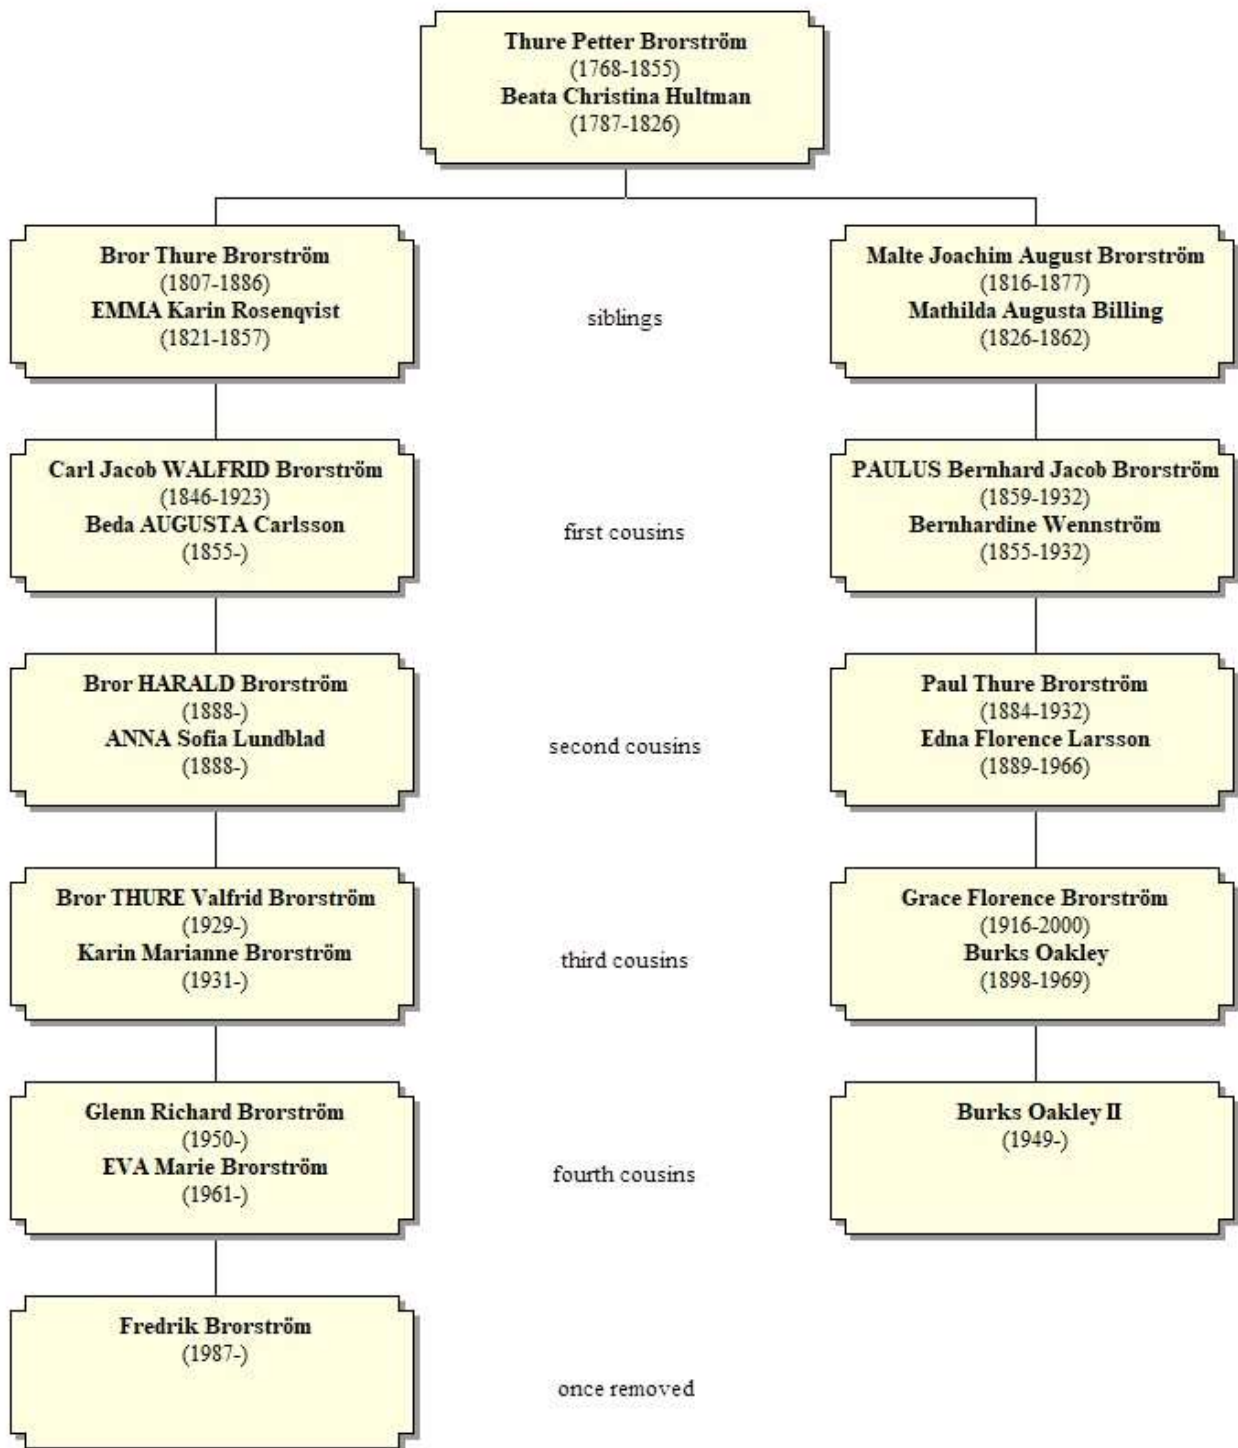 Thure Petter Brorström
(1768-1855)
Beata Christina Hultman
(1787-1826)
Bror Thure Brorström
(1807-1886)
EMMA Karin Rosenqvist
(1821-1857)
siblings
Malte Joachim August Brorström
(1816-1877)
Mathilda Augusta Billing
(1826-1862)
Carl Jacob WALFRID Brorström
(1846-1923)
Beda AUGUSTA Carlsson
(1855-)
first cousins
PAULUS Bernhard Jacob Brorström
(1859-1932)
Bernhardine Wennström
(1855-1932)
Bror HARALD Brorström
(1888-)
ANNA Sofia Lundblad
(1888-)
second cousins
Paul Thure Brorström
(1884-1932)
Edna Florence Larsson
(1889-1966)
Bror THURE Valfrid Brorström
(1929-)
Karin Marianne Brorström
(1931-)
third cousins
Grace Florence Brorström
(1916-2000)
Burks Oakley
(1898-1969)
Glenn Richard Brorström
(1950-)
EVA Marie Brorström
(1961-)
fourth cousins
Burks Oakley II
(1949-)
Fredrik Brorström
(1987-)
once removed